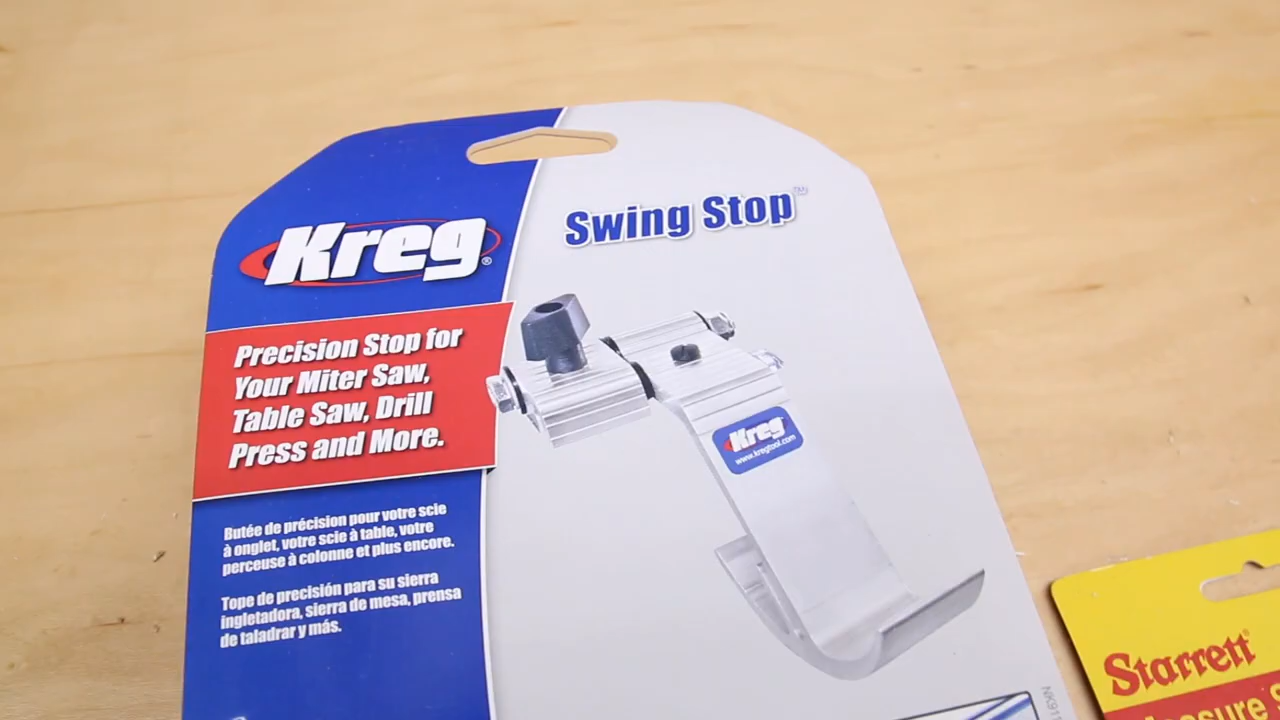 Swing Stop™
Kreg®
Precision Stop for
Your Miter Saw,
Table Saw, Drill
Press and More.
Kreg
www.kregtool.com
Butée de précision pour votre scie
à onglet, votre scie à table, votre
perceuse à colonne et plus encore.
Tope de precisión para su sierra
ingletadora, sierra de mesa, prensa
de taladrar y más.
Starrett